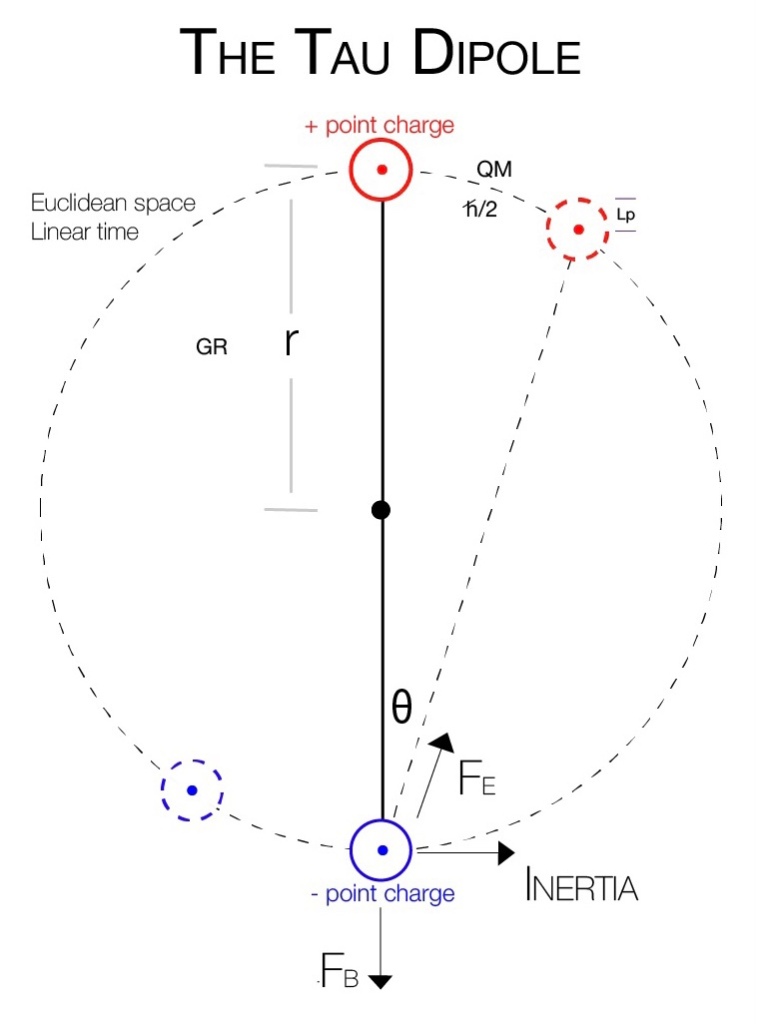 THE TAU DIPOLE
+ point charge
QM
ℏ/2
Lp
Euclidean space
Linear time
GR
r
θ
FE
INERTIA
- point charge
.FB